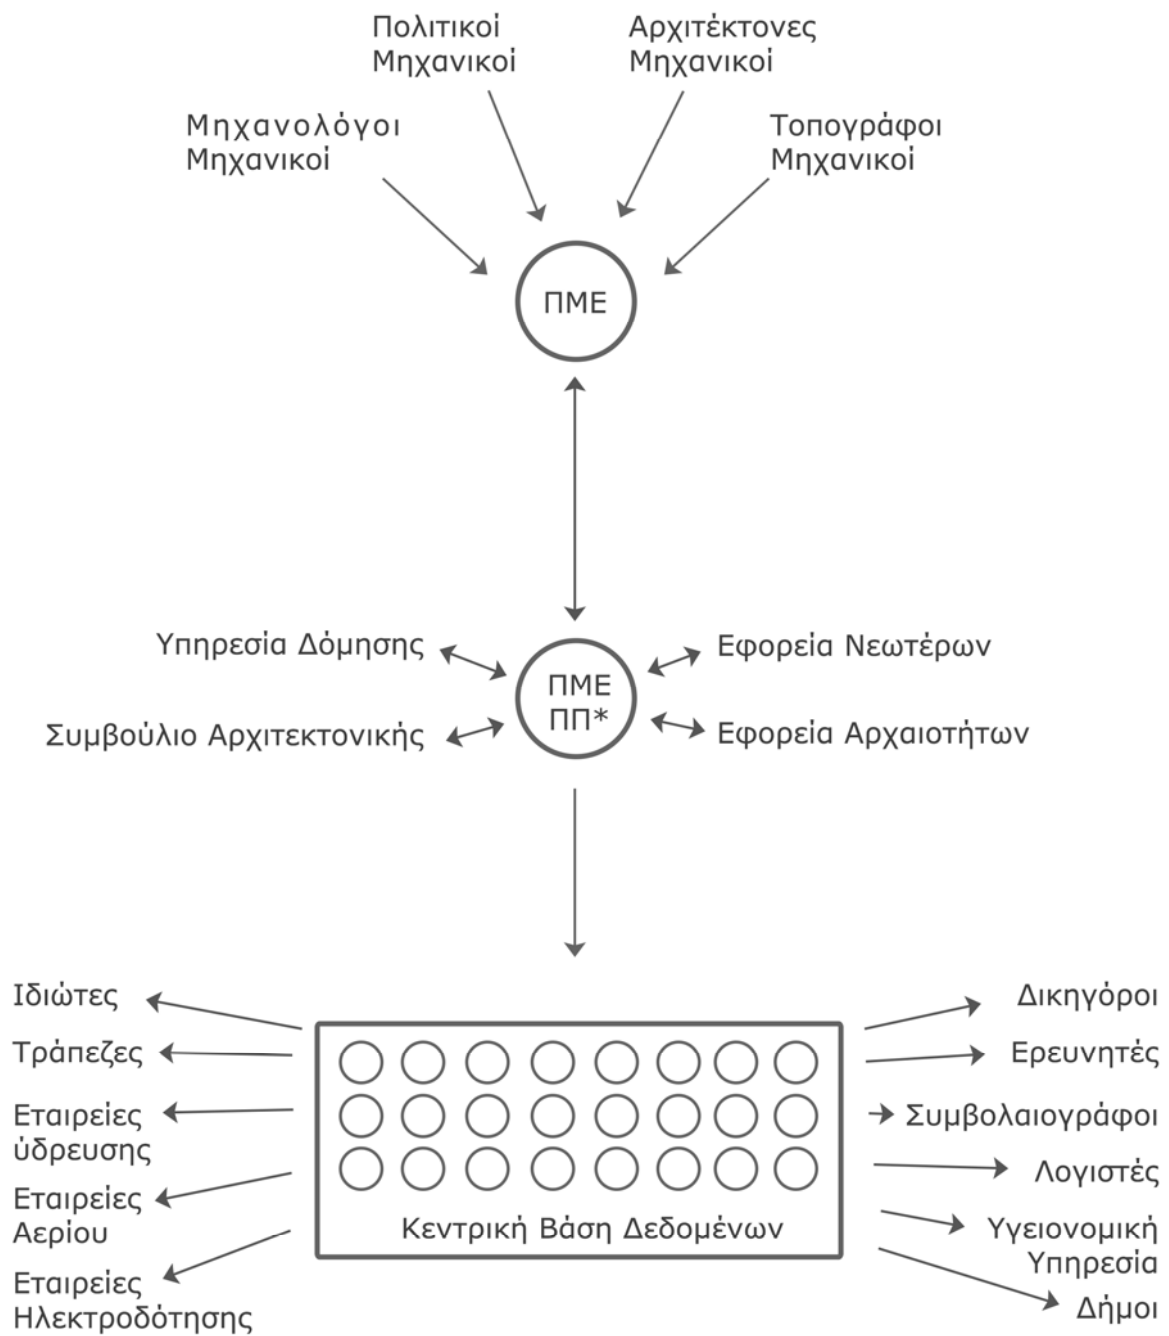 Πολιτικοί
Μηχανικοί
Αρχιτέκτονες
Μηχανικοί
Μηχανολόγοι
Μηχανικοί
Τοπογράφοι
Μηχανικοί
ΠΜΕ
Υπηρεσία Δόμησης
Συμβούλιο Αρχιτεκτονικής
ΠΜΕ
ΠΠ*
Εφορεία Νεωτέρων
Εφορεία Αρχαιοτήτων
Ιδιώτες
Τράπεζες
Εταιρείες
ύδρευσης
Εταιρείες
Αερίου
Εταιρείες
Ηλεκτροδότησης
Κεντρική Βάση Δεδομένων
Δικηγόροι
Ερευνητές
Συμβολαιογράφοι
Λογιστές
Υγειονομική
Υπηρεσία
Δήμοι